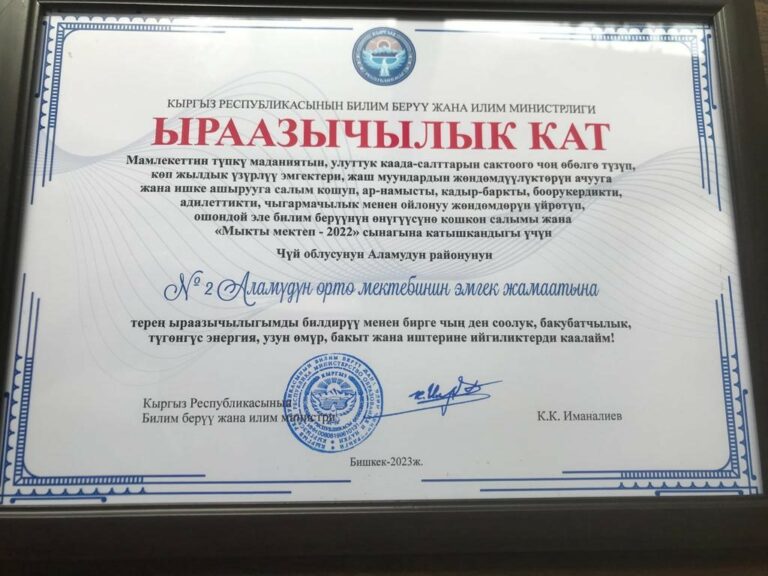 КЫРГЫЗ РЕСПУБЛИКАСЫНЫН БИЛИМ БЕРҮҮ ЖАНА ИЛИМ МИНИСТРЛИГИ
ЫРААЗЫЧЫЛЫК КАТ
Мамлекеттин түпкү маданиятын, улуттук каада-салттарын сактоого чоң өбөлгө түзүп,
көп жылдык үзүрлүү эмгектери, жаш муундардын жөндөмдүүлүктөрүн ачууга
жана ишке ашырууга салым кошуп, ар-намысты, кадыр-баркты, боорукердикти,
адилеттикти, чыгармачылык менен ойлонуу жөндөмдөрүн үйрөтүп,
ошондой эле билим берүүнүн өнүгүүсүнө кошкон салымы жана
«Мыкты мектеп - 2022» сынагына катышкандыгы үчүн
Чүй облусунун Аламудун районунун
№ 2 Аламүдүн орто мектебинин эмгек жамаатына
терең ыраазычылыгымды билдирүү менен бирге чың ден соолук, бакубатчылык,
түгөнгүс энергия, узун өмүр, бакыт жана иштерине ийгиликтерди каалайм!
Кыргыз Республикасынын
Билим берүү жана илим министри
К.К. Иманалиев
Бишкек-2023ж.